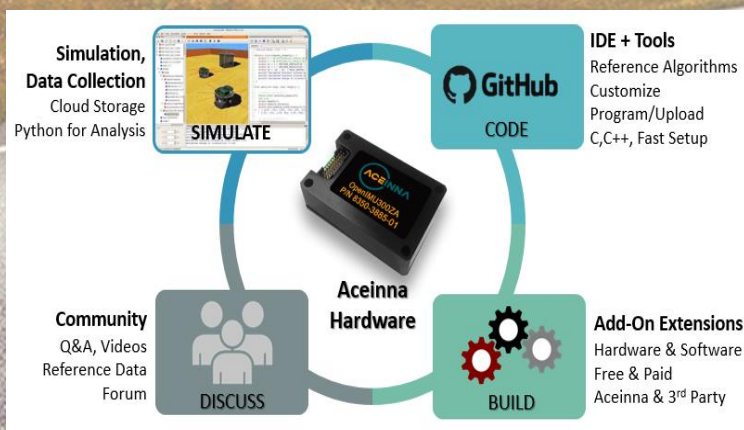 Simulation,
Data Collection
Cloud Storage
Python for Analysis
SIMULATE
GitHub
CODE
IDE + Tools
Reference Algorithms
Customize
Program/Upload
C,C++, Fast Setup
ACEINNA
OpenIMU300ZA
P/N 8350-3885-01
Aceinna
Hardware
Community
Q&A, Videos
Reference Data
Forum
DISCUSS
BUILD
Add-On Extensions
Hardware & Software
Free & Paid
Aceinna & 3rd Party